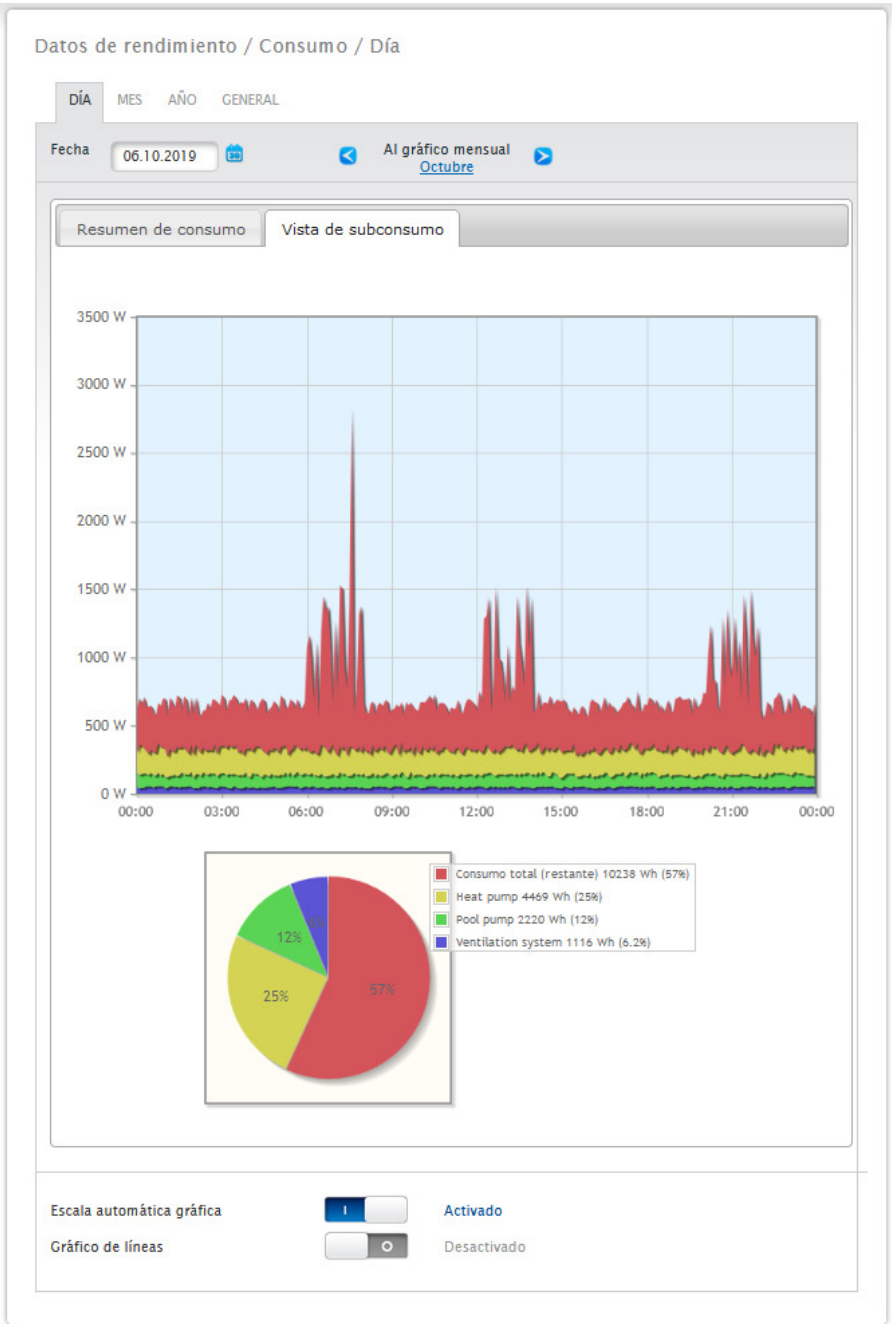 Datos de rendimiento / Consumo / Día
DÍA MES AÑO GENERAL
Fecha 06.10.2019 Al gráfico mensual
Octubre
Resumen de consumo Vista de subconsumo
3500 W
3000 W
2500 W
2000 W
1500 W
1000 W
500 W
0 W
00:00 03:00 06:00 09:00 12:00 15:00 18:00 21:00 00:00
Consumo total (restante) 10238 Wh (57%)
Heat pump 4469 Wh (25%)
Pool pump 2220 Wh (12%)
Ventilation system 1116 Wh (6.2%)
12%
57%
25%
Escala automática gráfica I Activado
Gráfico de líneas O Desactivado